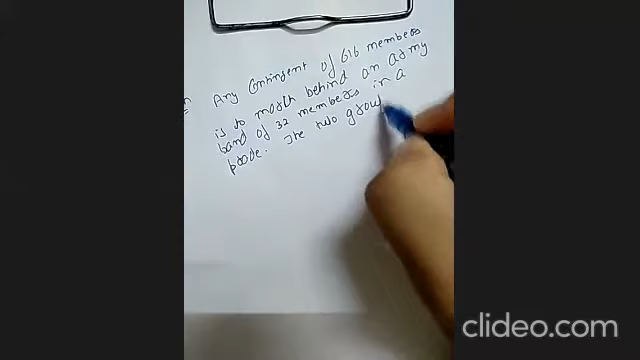 Any Contingent of 616 members
is to march behind an army
band of 32 members in a
parade. The two group
clideo.com